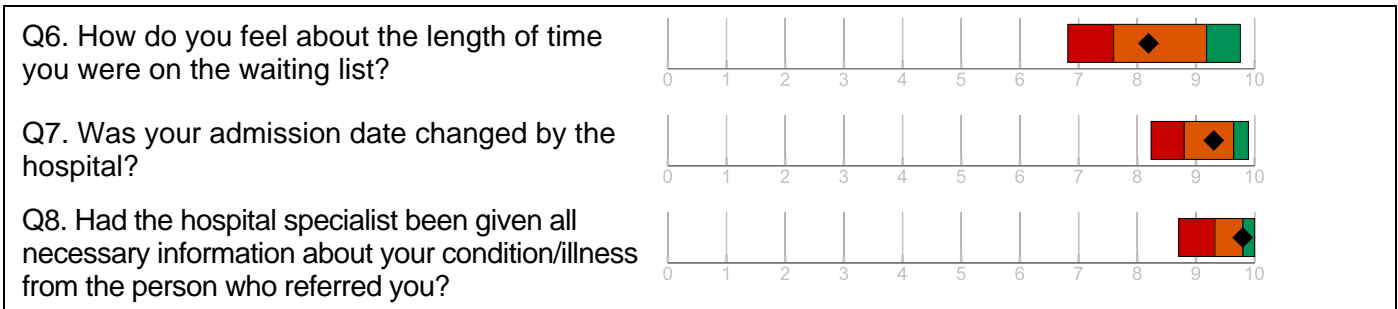 Q6. How do you feel about the length of time
you were on the waiting list?
0 1 2 3 4 5 6 7 8 9 10
Q7. Was your admission date changed by the
hospital?
0 1 2 3 4 5 6 7 8 9 10
Q8. Had the hospital specialist been given all
necessary information about your condition/illness
from the person who referred you?
0 1 2 3 4 5 6 7 8 9 10